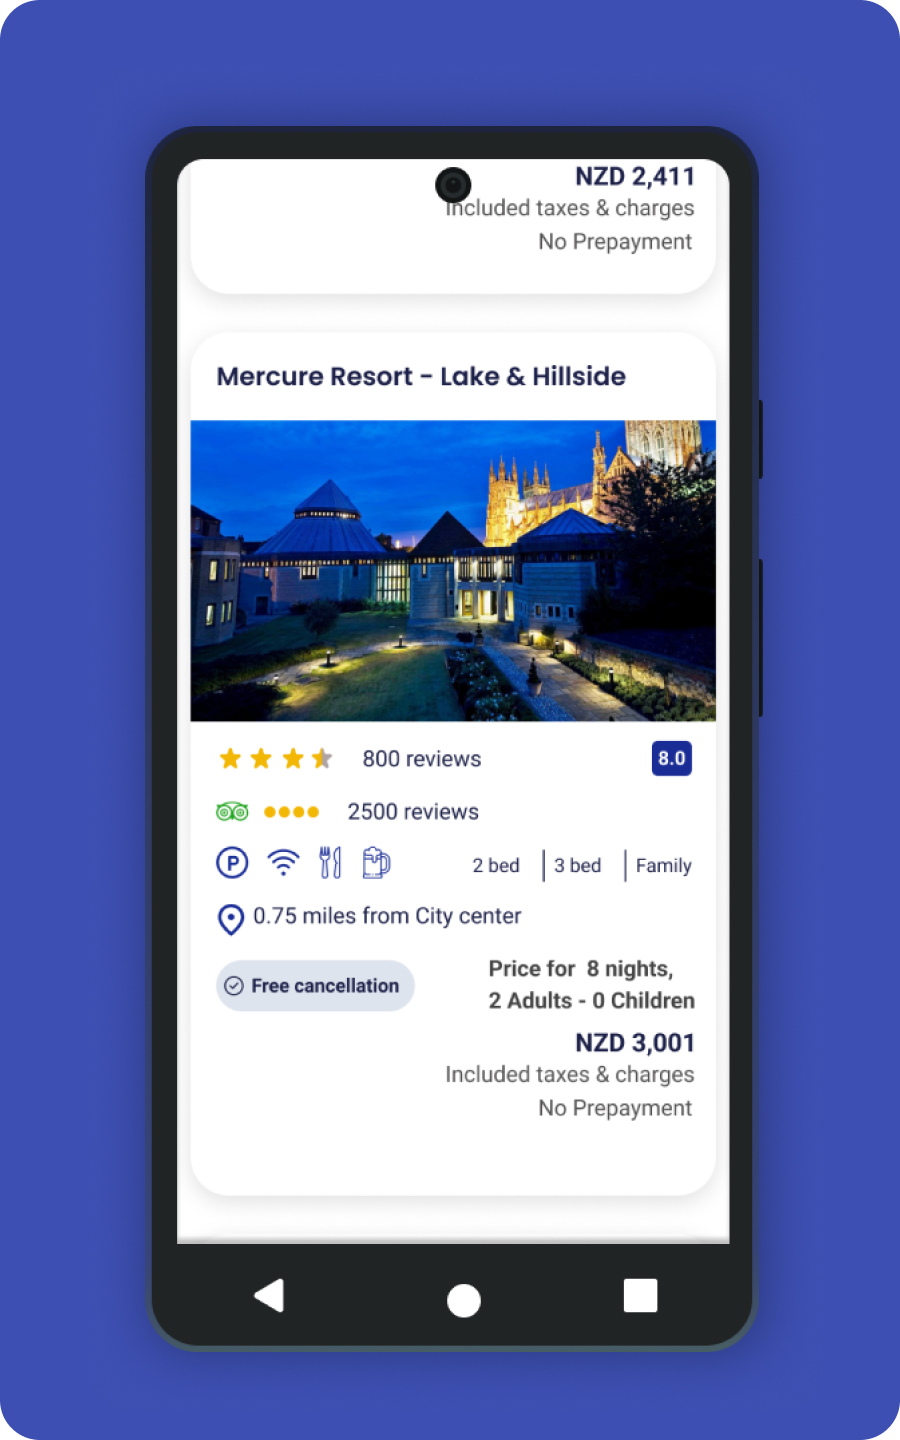 NZD 2,411
Included taxes & charges
No Prepayment
Mercure Resort - Lake & Hillside
800 reviews
8.0
2500 reviews
P
2 bed
3 bed
Family
0.75 miles from City center
Free cancellation
Price for 8 nights,
2 Adults - 0 Children
NZD 3,001
Included taxes & charges
No Prepayment